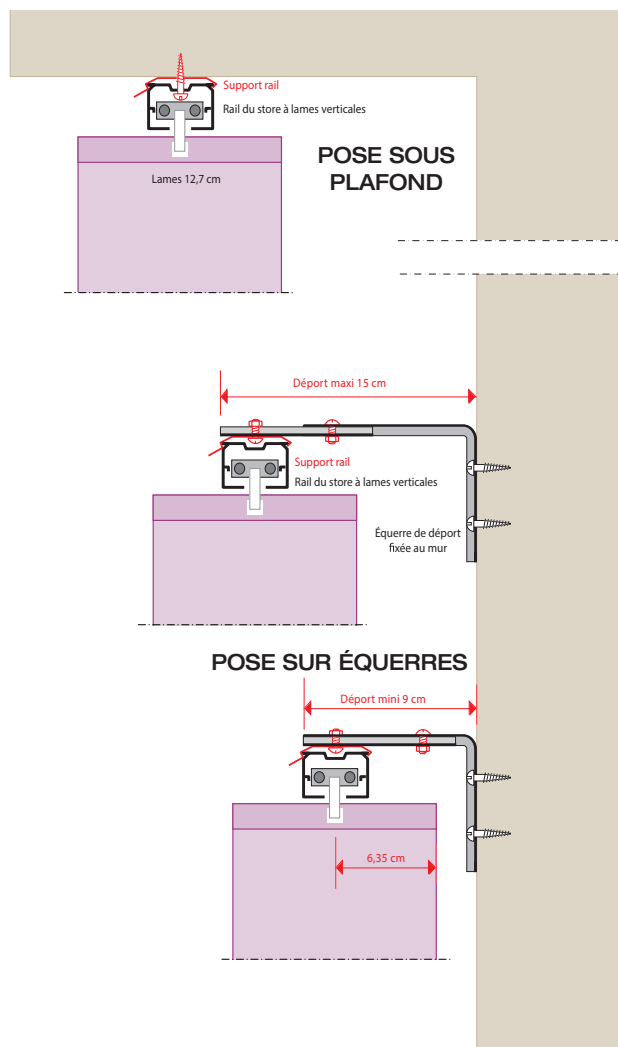 Support rail
Rail du store à lames verticales
POSE SOUS
PLAFOND
Lames 12,7 cm
Déport maxi 15 cm
Support rail
Rail du store à lames verticales
Équerre de déport
fixée au mur
POSE SUR ÉQUERRES
Déport mini 9 cm
6,35 cm